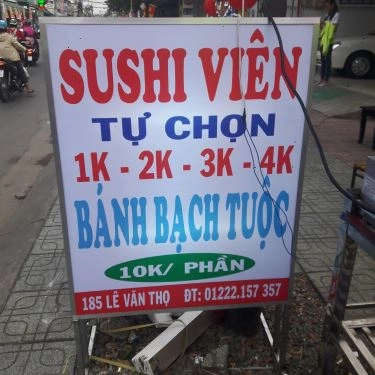 SUSHI VIÊN
TỰ CHỌN
1K - 2K - 3K - 4K
BÁNH BẠCH TUỘC
10K/ PHẦN
185 LÊ VĂN THỌ ĐT: 01222.157 357